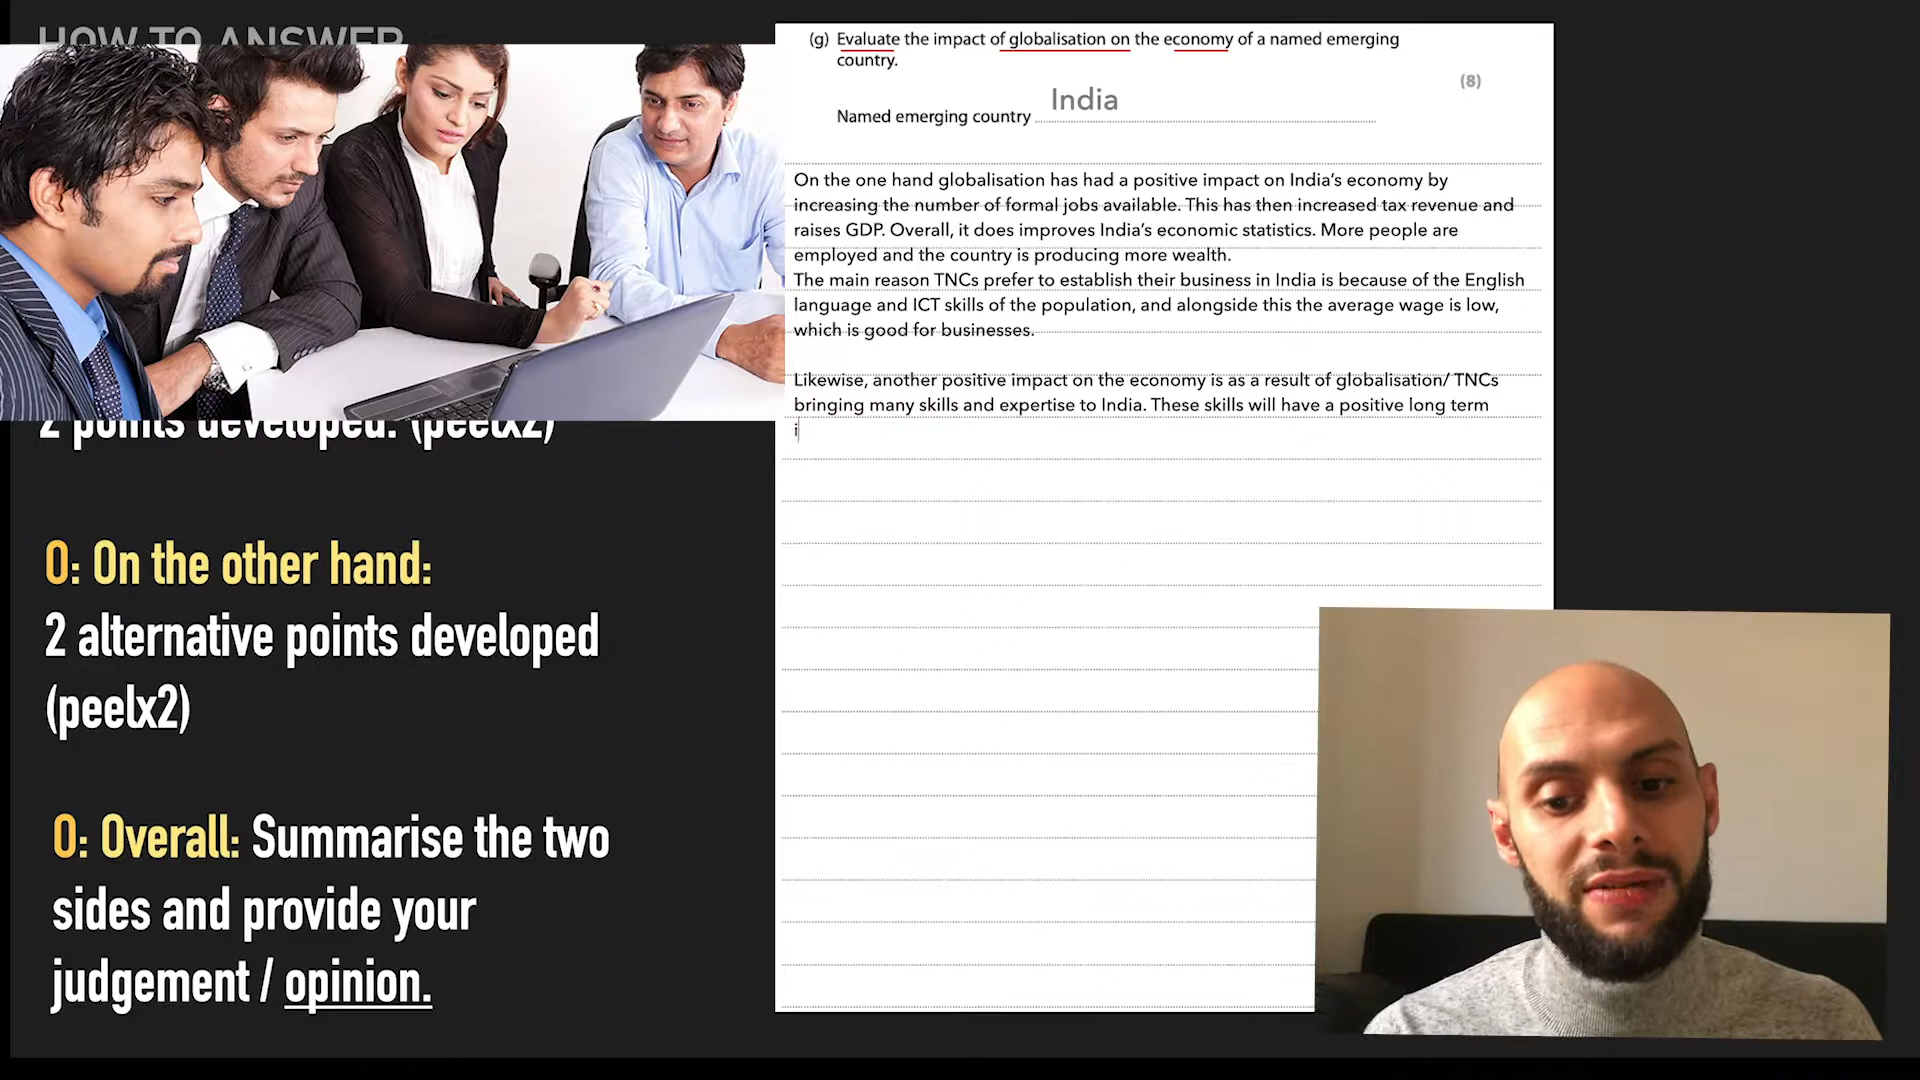 HOW TO ANSWER
2 points developed. (peelx2)
O: On the other hand:
2 alternative points developed
(peelx2)
O: Overall: Summarise the two
sides and provide your
judgement / opinion.
(g) Evaluate the impact of globalisation on the economy of a named emerging
country.
(8)
Named emerging country India
On the one hand globalisation has had a positive impact on India's economy by
increasing the number of formal jobs available. This has then increased tax revenue and
raises GDP. Overall, it does improves India's economic statistics. More people are
employed and the country is producing more wealth.
The main reason TNCs prefer to establish their business in India is because of the English
language and ICT skills of the population, and alongside this the average wage is low,
which is good for businesses.
Likewise, another positive impact on the economy is as a result of globalisation/ TNCs
bringing many skills and expertise to India. These skills will have a positive long term
i